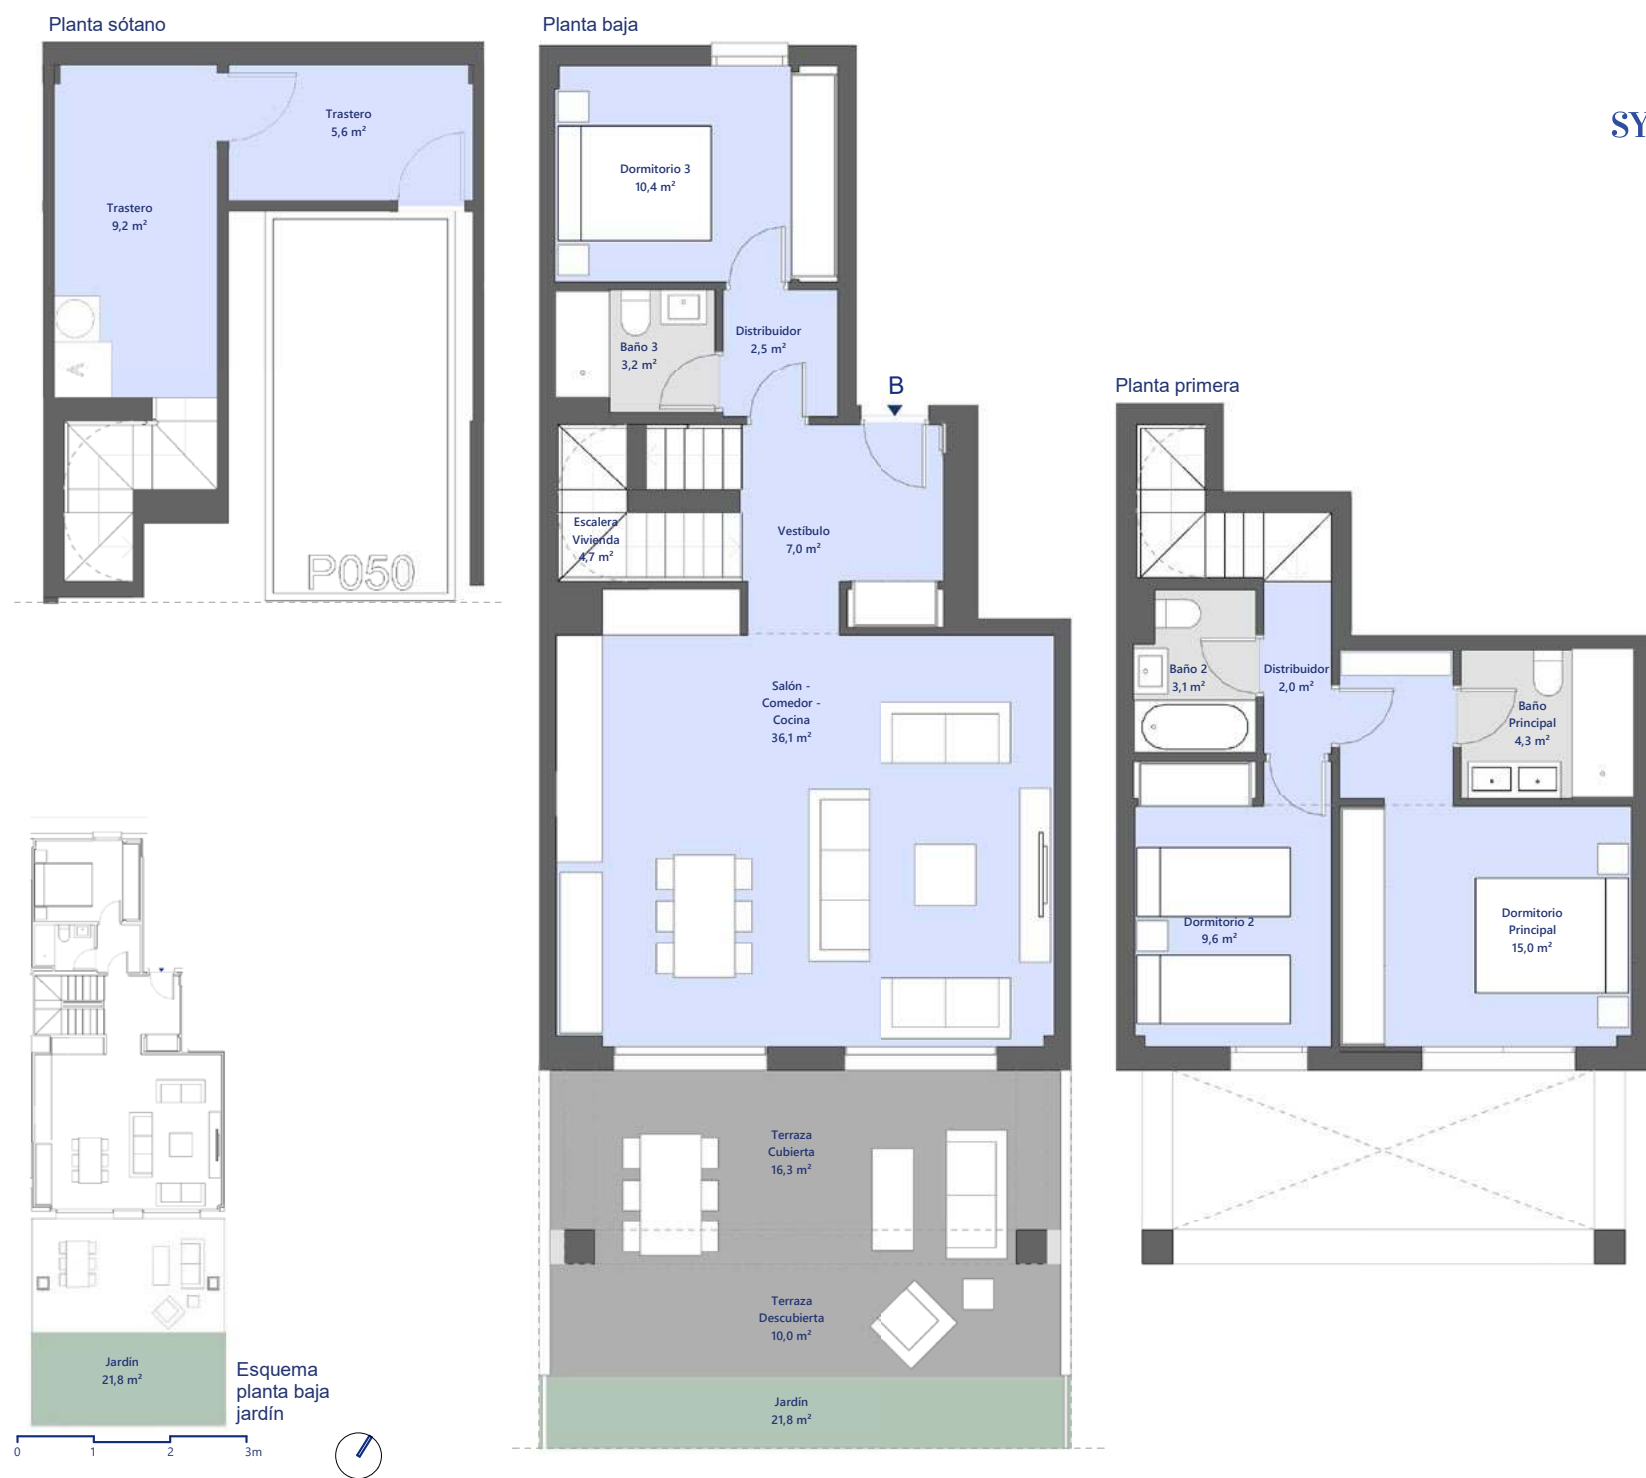 Planta sótano
Trastero
5,6 m²
Trastero
9,2 m²
A
P050
Planta baja
Dormitorio 3
10,4 m²
Baño 3
3,2 m²
Distribuidor
2,5 m²
B
Escalera
Vivienda
4,7 m²
Vestíbulo
7,0 m²
Salón -
Comedor -
Cocina
36,1 m²
Terraza
Cubierta
16,3 m²
Terraza
Descubierta
10,0 m²
Jardín
21,8 m²
SY
Planta primera
Baño 2
3,1 m²
Distribuidor
2,0 m²
Baño
Principal
4,3 m²
Dormitorio 2
9,6 m²
Dormitorio
Principal
15,0 m²
Jardín
21,8 m²
Esquema
planta baja
jardín
0 1 2 3m